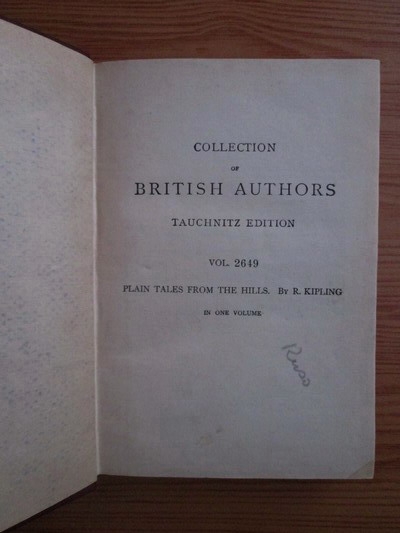 COLLECTION
OF
BRITISH AUTHORS
TAUCHNITZ EDITION
VOL. 2649
PLAIN TALES FROM THE HILLS. By R. KIPLING
IN ONE VOLUME